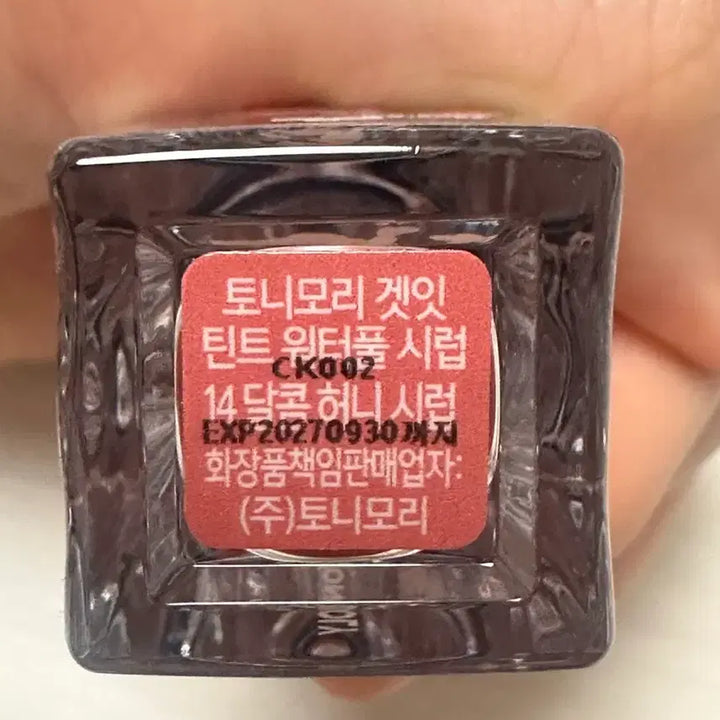 토니모리 겟잇
틴트 워터풀 시럽
CK002
14 달콤 허니 시럽
EXP20270930까지
화장품책임판매업자:
(주)토니모리